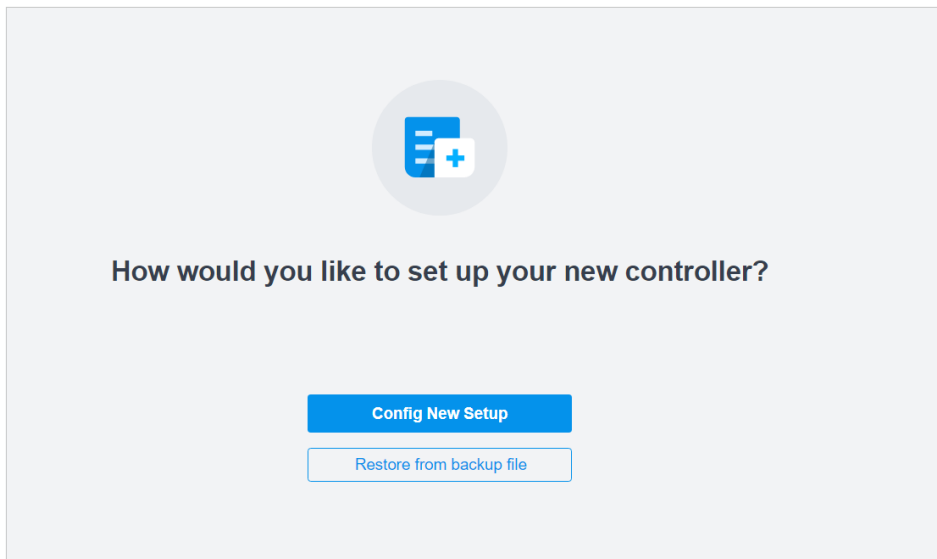 How would you like to set up your new controller?
Config New Setup
Restore from backup file